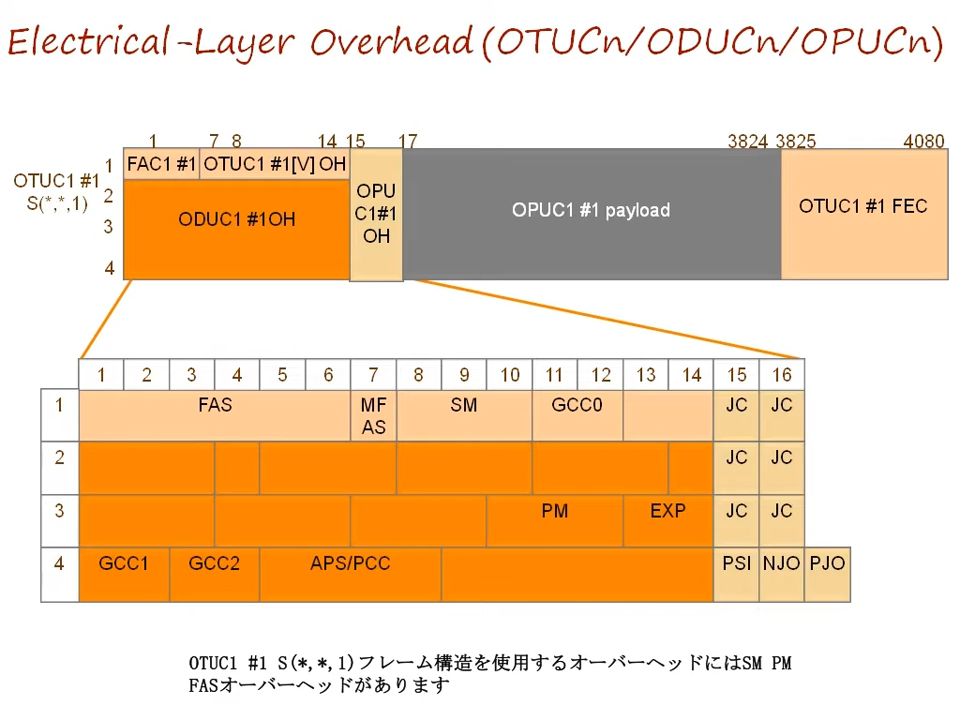 Electrical-Layer Overhead(OTUCn/ODUCn/OPUCn)
1 7 8 14 15 17 3824 3825 4080
OTUC1 #1
S(*,*,1)
1
2
3
4
FAC1 #1
OTUC1 #1[V] OH
ODUC1 #1OH
OPU
C1#1
OH
OPUC1 #1 payload
OTUC1 #1 FEC
1 2 3 4 5 6 7 8 9 10 11 12 13 14 15 16
1 FAS MF SM GCC0 JC JC
AS
2 JC JC
3 PM EXP JC JC
4 GCC1 GCC2 APS/PCC PSI NJO PJO
OTUC1 #1 S(*,*,1)フレーム構造を使用するオーバーヘッドにはSM PM
FASオーバーヘッドがあります